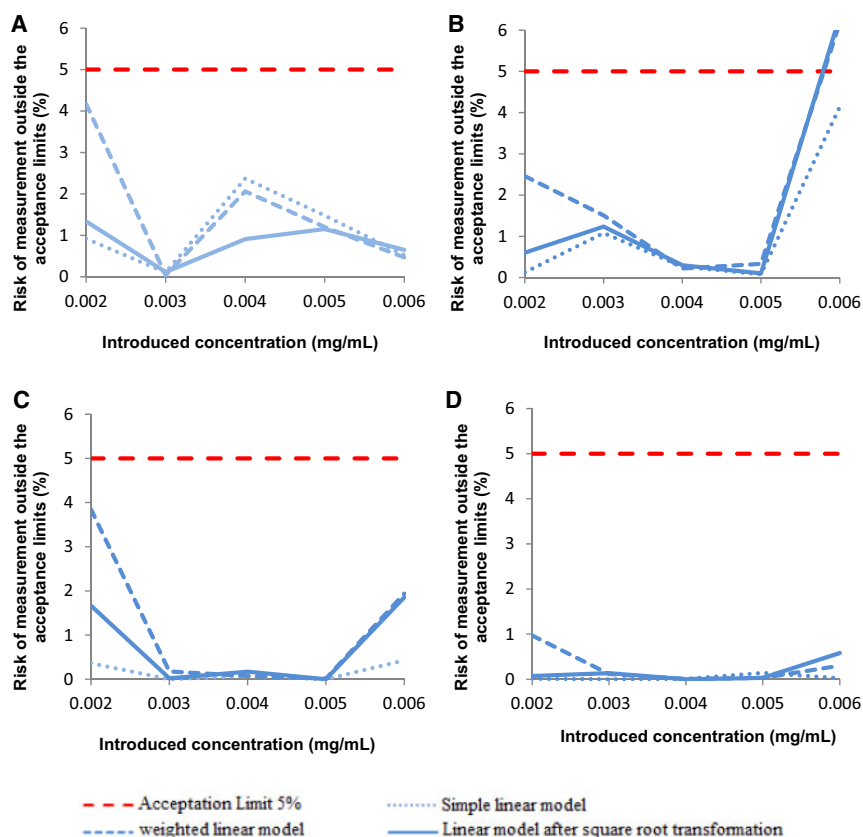 A
Risk of measurement outside the
acceptance limits (%)
6
5
4
3
2
1
0
0.002 0.003 0.004 0.005 0.006
Introduced concentration (mg/mL)
B
Risk of measurement outside the
acceptance limits (%)
6
5
4
3
2
1
0
0.002 0.003 0.004 0.005 0.006
Introduced concentration (mg/mL)
C
Risk of measurement outside the
acceptance limits (%)
6
5
4
3
2
1
0
0.002 0.003 0.004 0.005 0.006
Introduced concentration (mg/mL)
D
Risk of measurement outside the
acceptance limits (%)
6
5
4
3
2
1
0
0.002 0.003 0.004 0.005 0.006
Introduced concentration (mg/mL)
Acceptation Limit 5% Simple linear model
weighted linear model Linear model after square root transformation